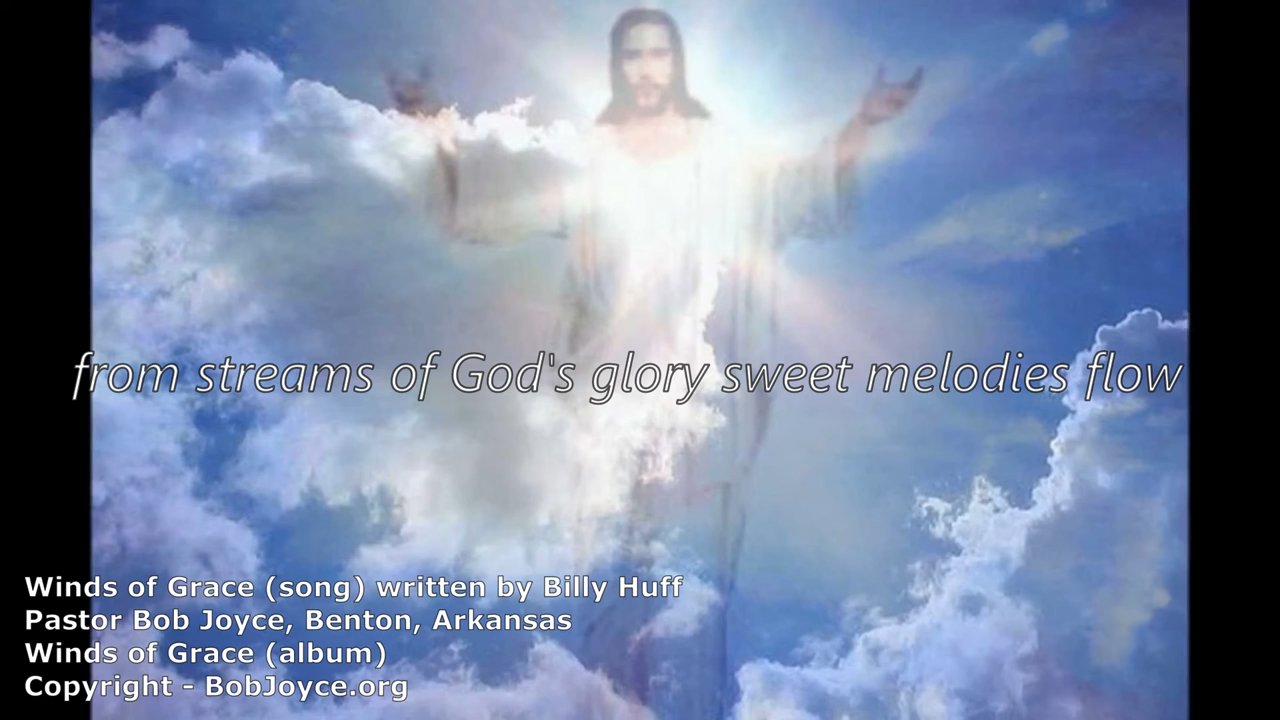 from streams of God's glory sweet melodies flow
Winds of Grace (song) written by Billy Huff
Pastor Bob Joyce, Benton, Arkansas
Winds of Grace (album)
Copyright - BobJoyce.org